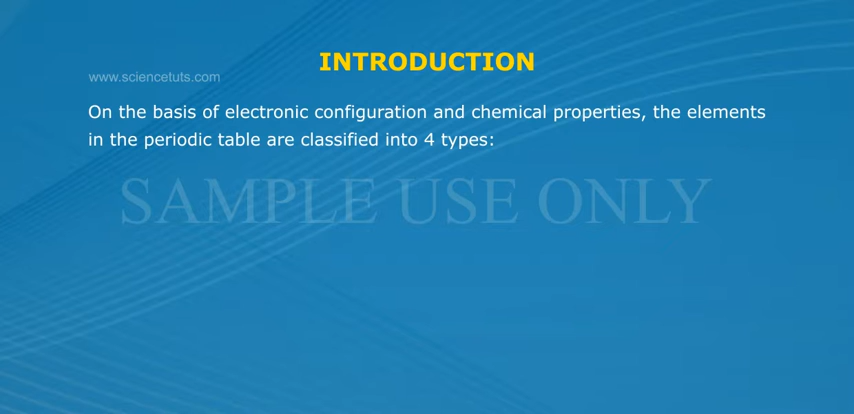 INTRODUCTION
www.sciencetuts.com
On the basis of electronic configuration and chemical properties, the elements
in the periodic table are classified into 4 types:
SAMPLE USE ONLY